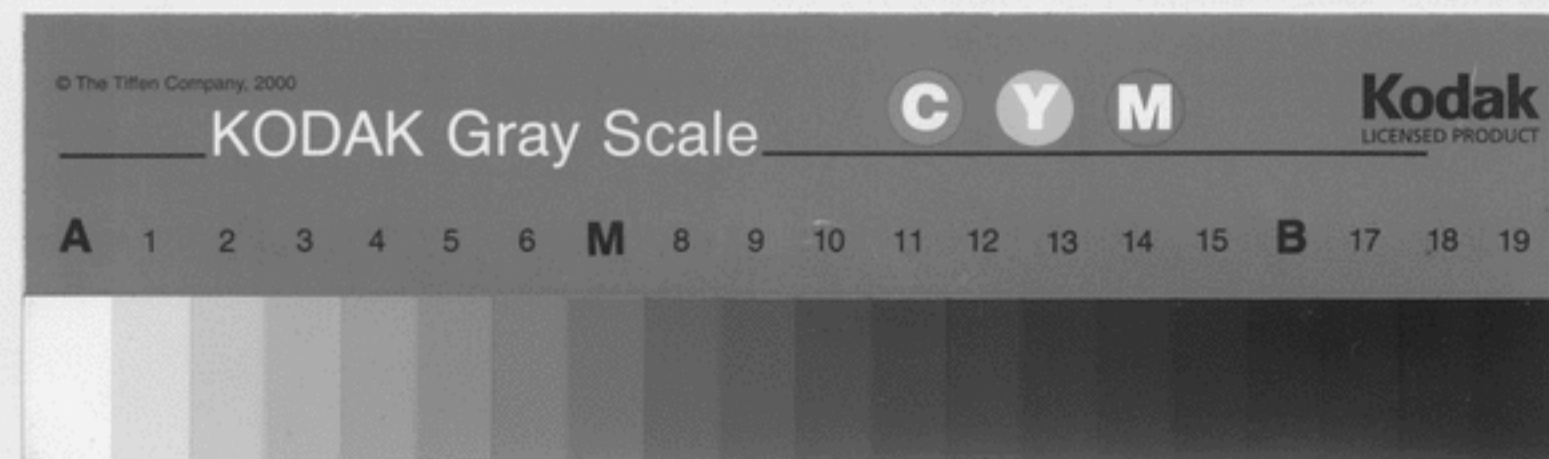 © The Tiffen Company, 2000
KODAK Gray Scale
C Y M
Kodak
LICENSED PRODUCT
A 1 2 3 4 5 6 M 8 9 10 11 12 13 14 15 B 17 18 19